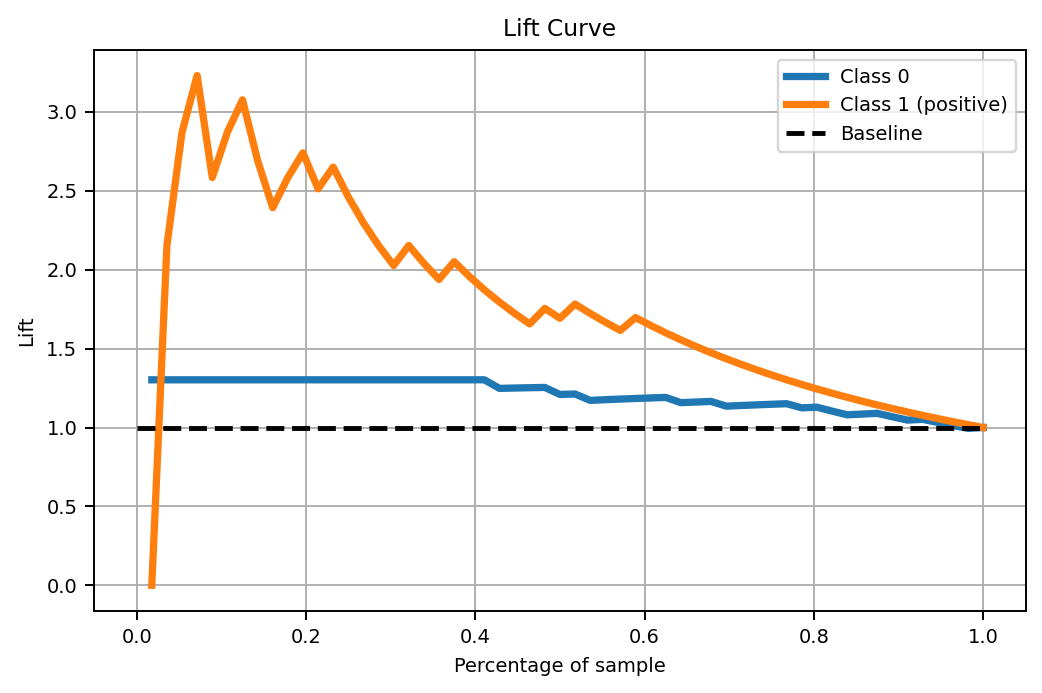 Lift Curve
Class 0
Class 1 (positive)
Baseline
3.0
2.5
2.0
1.5
1.0
0.5
0.0
Lift
0.0 0.2 0.4 0.6 0.8 1.0
Percentage of sample